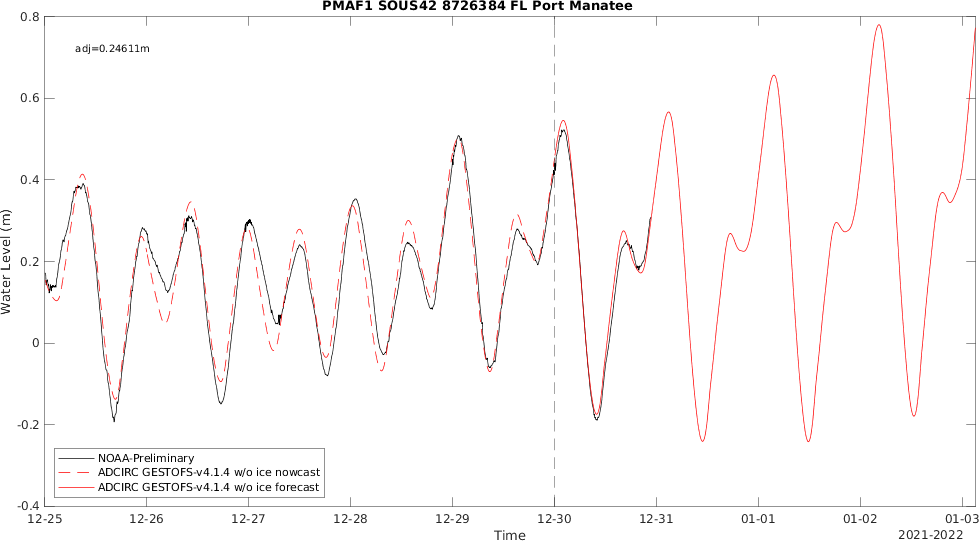 PMAF1 SOUS42 8726384 FL Port Manatee
adj=0.24611m
0.8
0.6
0.4
0.2
0
-0.2
-0.4
Water Level (m)
NOAA-Preliminary
ADCIRC GESTOFS-v4.1.4 w/o ice nowcast
ADCIRC GESTOFS-v4.1.4 w/o ice forecast
12-25 12-26 12-27 12-28 12-29 12-30 12-31 01-01 01-02 01-03
Time
2021-2022